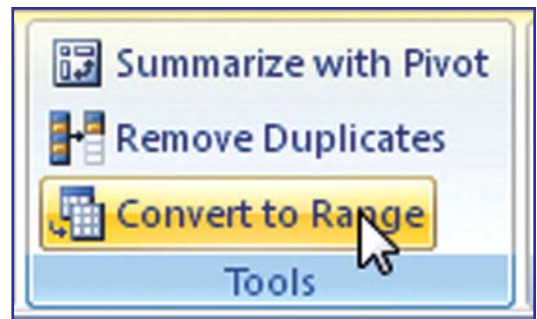 Summarize with Pivot
Remove Duplicates
Convert to Range
Tools